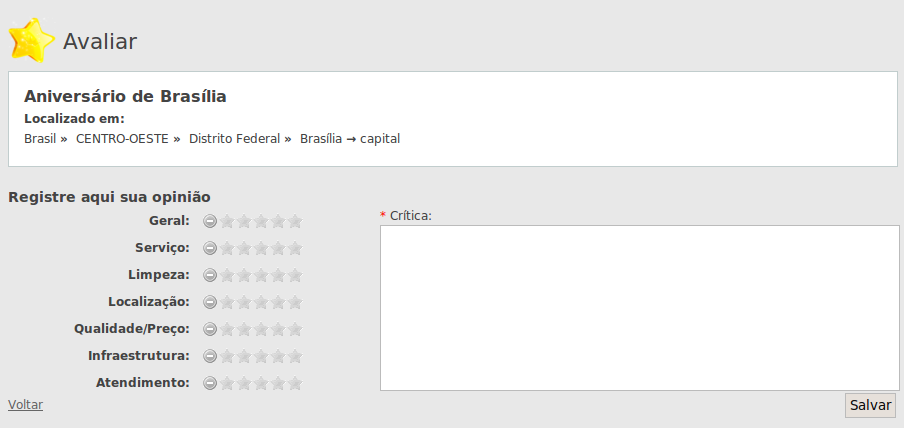 Avaliar
Aniversário de Brasília
Localizado em:
Brasil » CENTRO-OESTE » Distrito Federal » Brasília → capital
Registre aqui sua opinião
Geral:
Serviço:
Limpeza:
Localização:
Qualidade/Preço:
Infraestrutura:
Atendimento:
* Crítica:
Voltar
Salvar